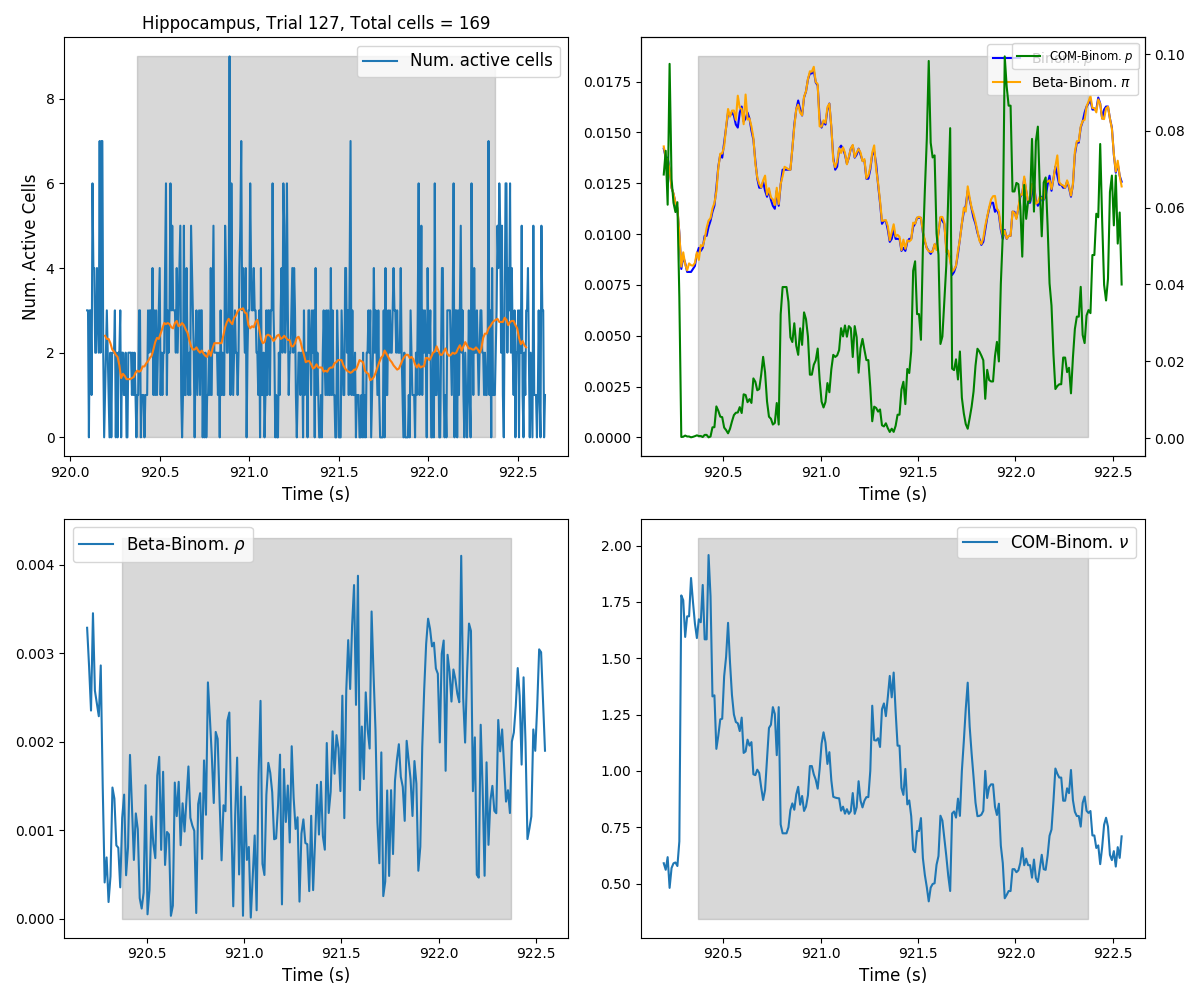 Hippocampus, Trial 127, Total cells = 169
Num. active cells
Num. Active Cells
8
6
4
2
0
920.0 920.5 921.0 921.5 922.0 922.5
Time (s)
COM-Binom. p
Beta-Binom. π
0.0175
0.0150
0.0125
0.0100
0.0075
0.0050
0.0025
0.0000
0.10
0.08
0.06
0.04
0.02
0.00
920.5 921.0 921.5 922.0 922.5
Time (s)
Beta-Binom. ρ
0.004
0.003
0.002
0.001
0.000
920.5 921.0 921.5 922.0 922.5
Time (s)
COM-Binom. ν
2.00
1.75
1.50
1.25
1.00
0.75
0.50
920.5 921.0 921.5 922.0 922.5
Time (s)